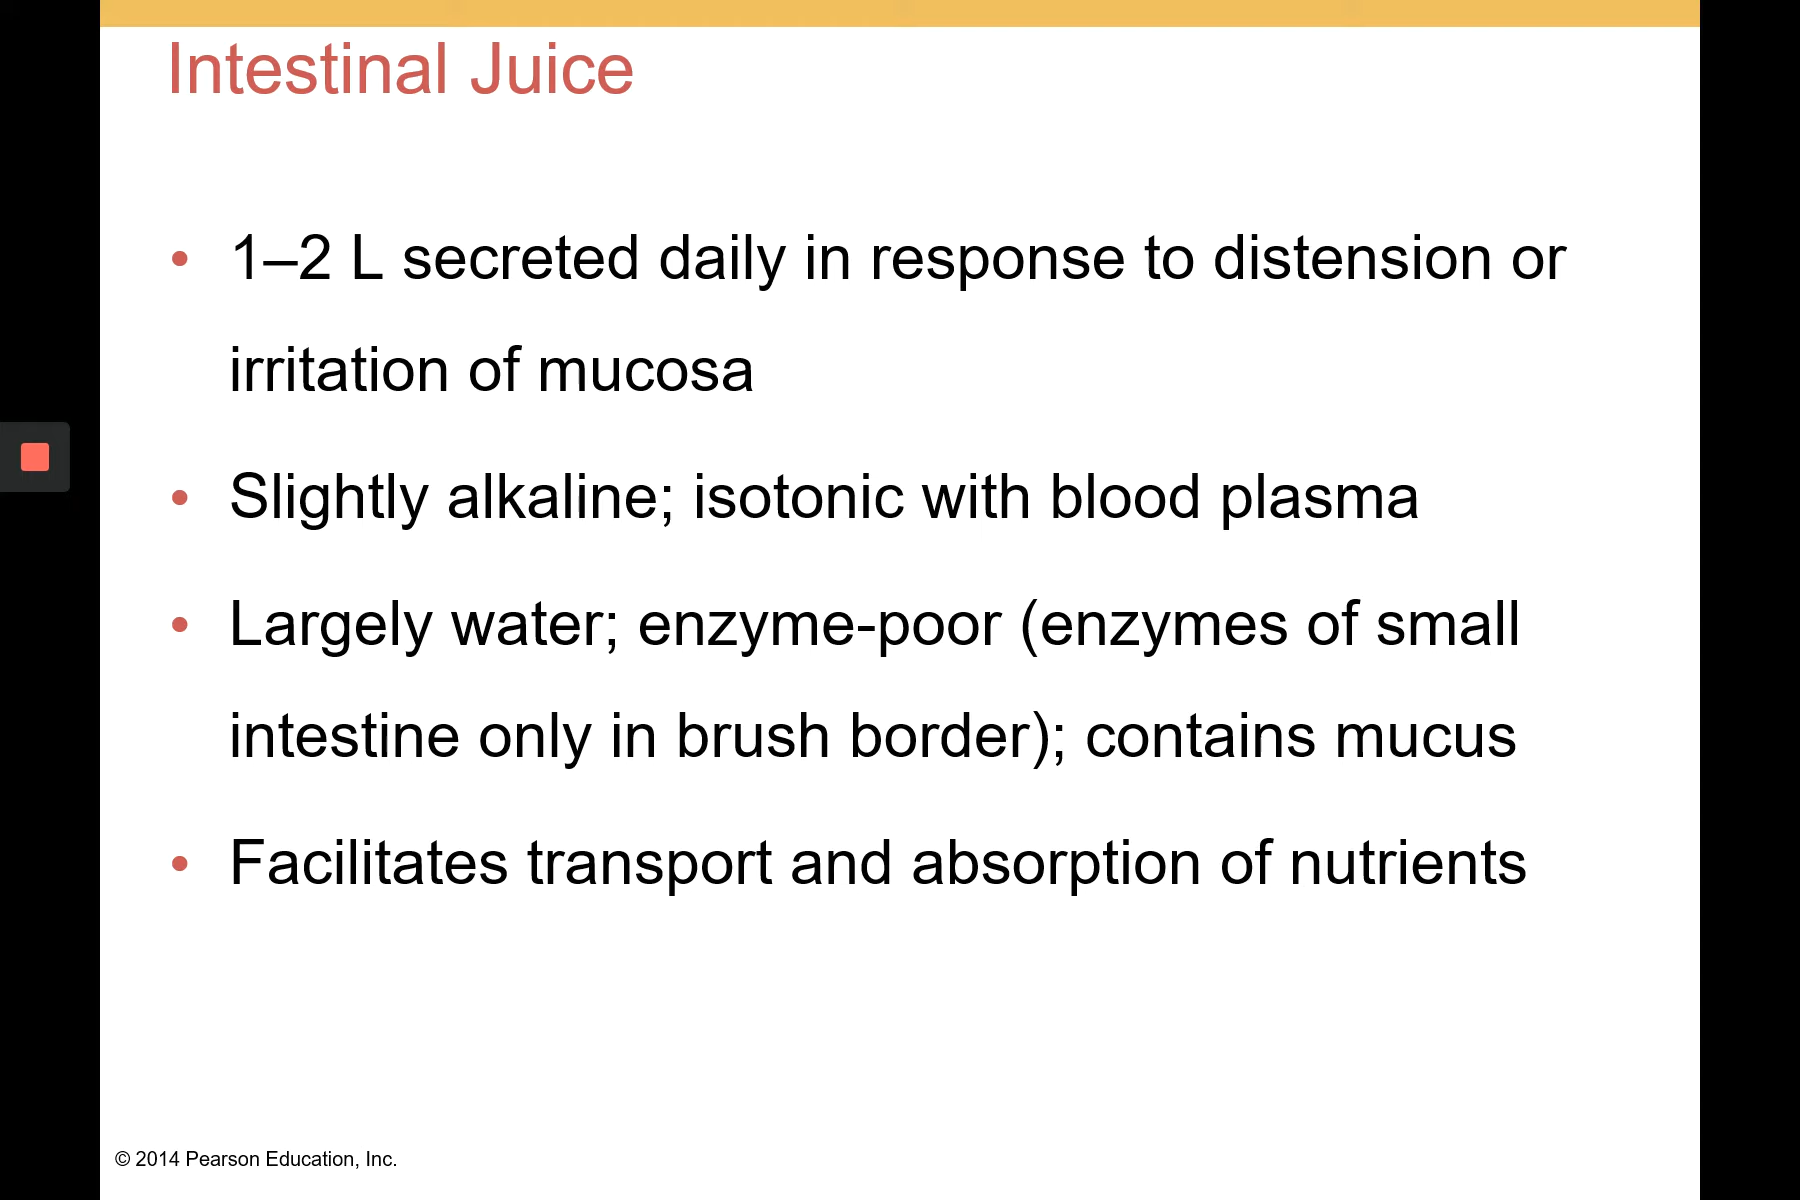 Intestinal Juice
• 1–2 L secreted daily in response to distension or
irritation of mucosa
• Slightly alkaline; isotonic with blood plasma
• Largely water; enzyme-poor (enzymes of small
intestine only in brush border); contains mucus
• Facilitates transport and absorption of nutrients
© 2014 Pearson Education, Inc.